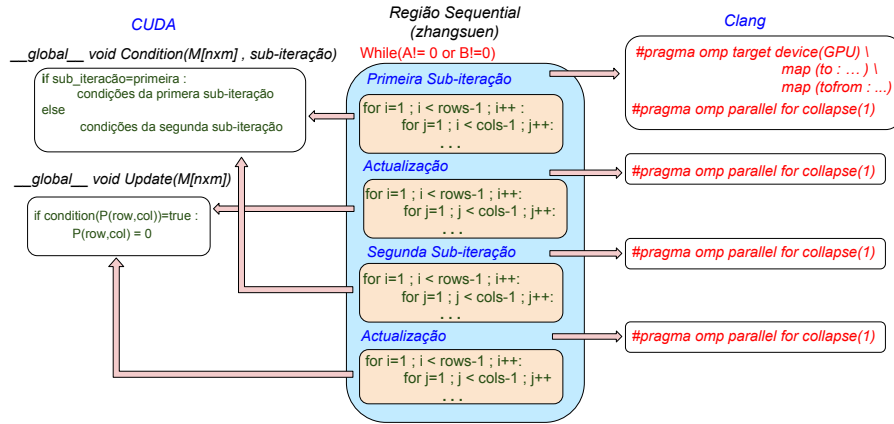 CUDA
__global__ void Condition(M[nxm] , sub-iteração)
if sub_iteracão=primeira :
condições da primera sub-iteração
else
condições da segunda sub-iteração
__global__ void Update(M[nxm])
if condition(P(row,col))=true :
P(row,col) = 0
Região Sequential
(zhangsuen)
While(A!= 0 or B!=0)
Primeira Sub-iteração
for i=1 ; i < rows-1 ; i++ :
for j=1 ; i < cols-1 ; j++:
. . .
Actualização
for i=1 ; i < rows-1 ; i++:
for j=1 ; j < cols-1 ; j++:
. . .
Segunda Sub-iteração
for i=1 ; i < rows-1 ; i++:
for j=1 ; j < cols-1 ; j++:
. . .
Actualização
for i=1 ; i < rows-1 ; i++:
for j=1 ; j < cols-1 ; j++
. . .
Clang
#pragma omp target device(GPU) \
map (to : … ) \
map (tofrom : ...)
#pragma omp parallel for collapse(1)
#pragma omp parallel for collapse(1)
#pragma omp parallel for collapse(1)
#pragma omp parallel for collapse(1)